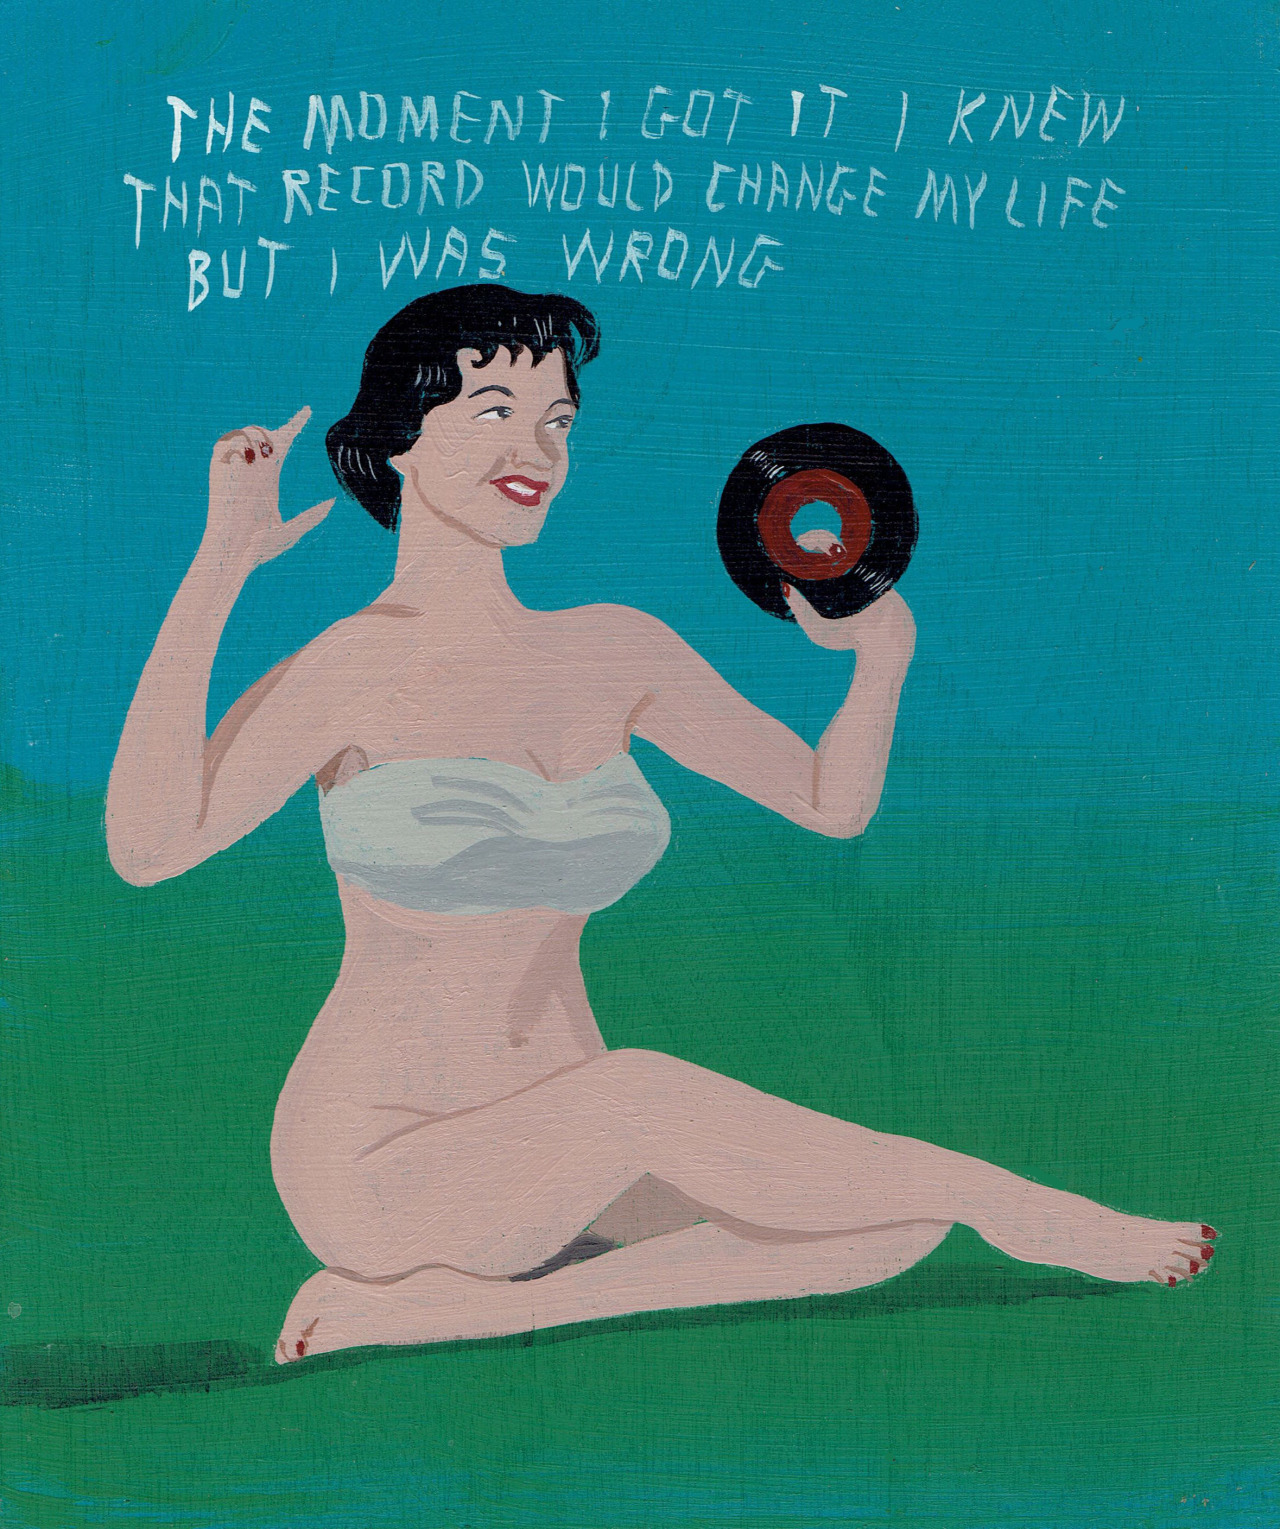 THE MOMENT I GOT IT I KNEW
THAT RECORD WOULD CHANGE MY LIFE
BUT I WAS WRONG